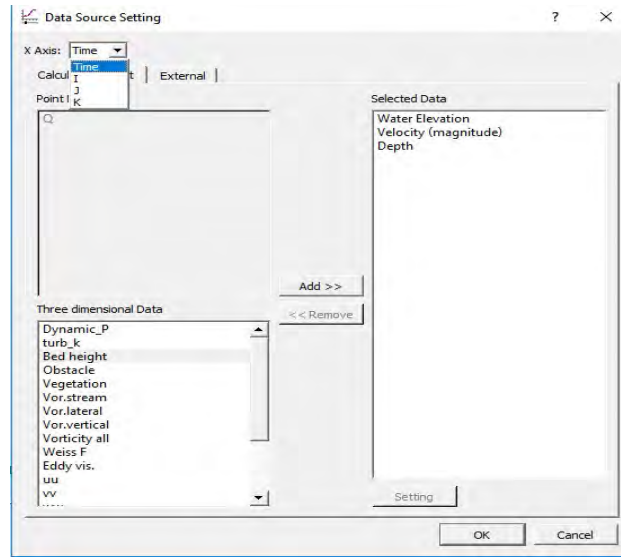 Data Source Setting
X Axis: Time
Time
I
J
K
Calcul
t
External
Point
Q
Selected Data
Water Elevation
Velocity (magnitude)
Depth
Add >>
<< Remove
Three dimensional Data
Dynamic_P
turb_k
Bed height
Obstacle
Vegetation
Vor.stream
Vor.lateral
Vor.vertical
Vorticity all
Weiss F
Eddy vis.
uu
vv
Setting
OK
Cancel